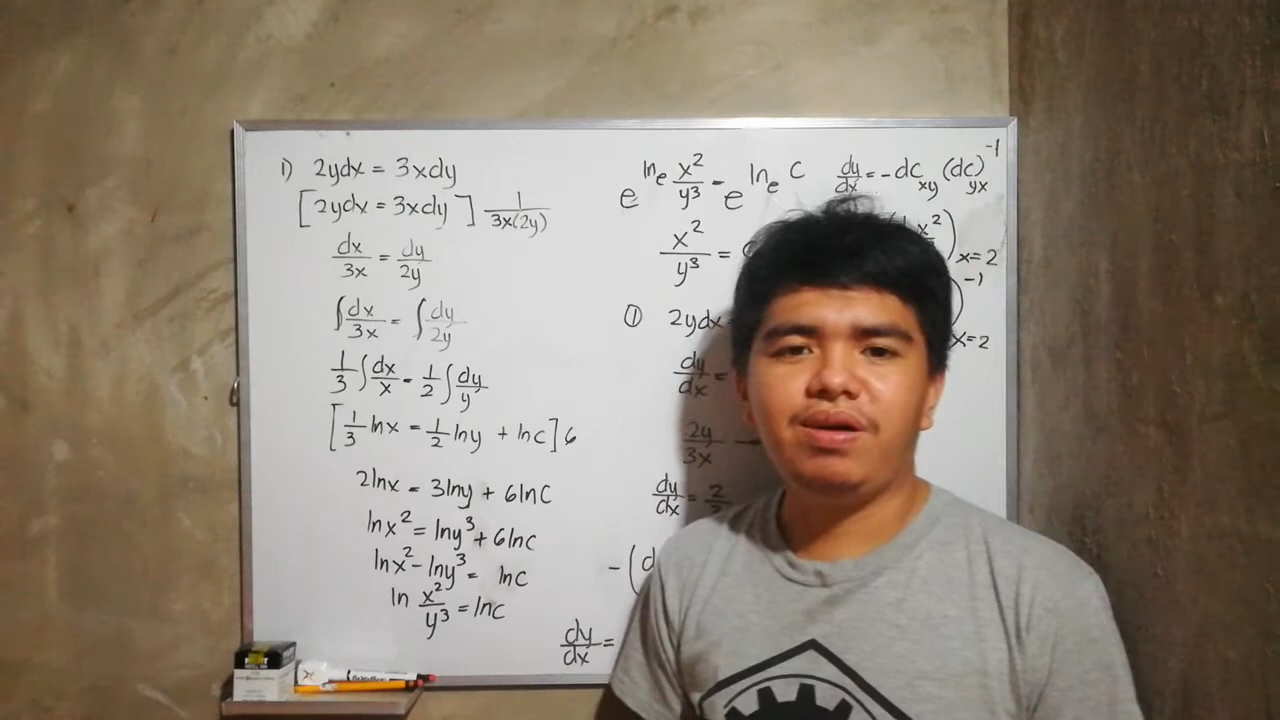 1) 2ydx = 3xdy
[2ydx = 3xdy] 1/3x(2y)
dx/3x = dy/2y
∫dx/3x = ∫dy/2y
1/3 ∫dx/x = 1/2 ∫dy/y
[1/3 lnx = 1/2 lny + lnc] 6
2lnx = 3lny + 6lnC
lnx² = lny³ + 6lnC
lnx² - lny³ = lnC
ln x²/y³ = lnC
e^ln_e x²/y³ = e^ln_e C
x²/y³ =
① 2ydx
dy/dx =
2y/3x
dy/dx = 2
dy/dx =
dy/dx = -dC_xy (dC)^-1_yx
x²
x=2
-1
x=2